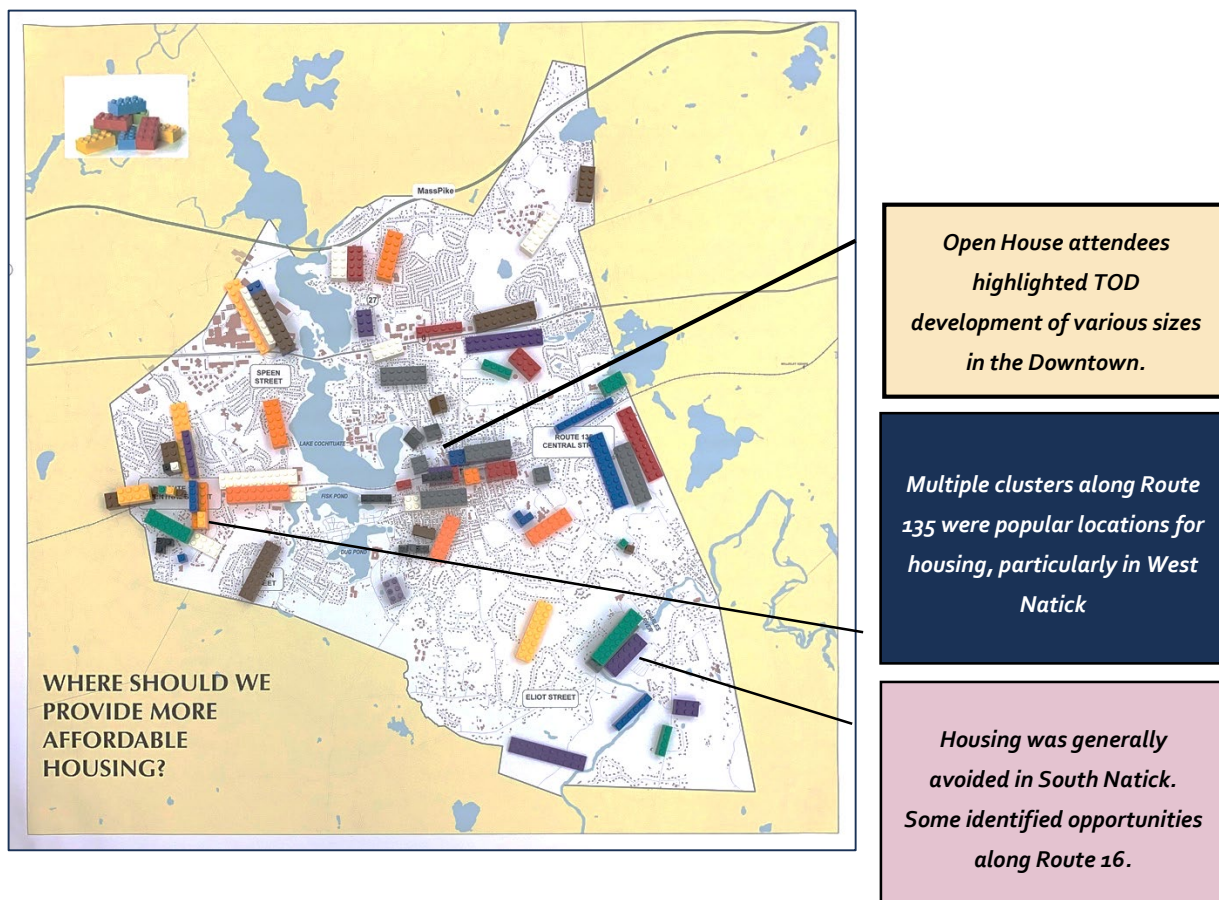 MassPike
27
9
SPEEN
STREET
LAKE COCHITUATE
CENTRAL
FISK POND
DUG POND
ELIOT STREET
WHERE SHOULD WE
PROVIDE MORE
AFFORDABLE
HOUSING?
Open House attendees
highlighted TOD
development of various sizes
in the Downtown.
Multiple clusters along Route
135 were popular locations for
housing, particularly in West
Natick
Housing was generally
avoided in South Natick.
Some identified opportunities
along Route 16.